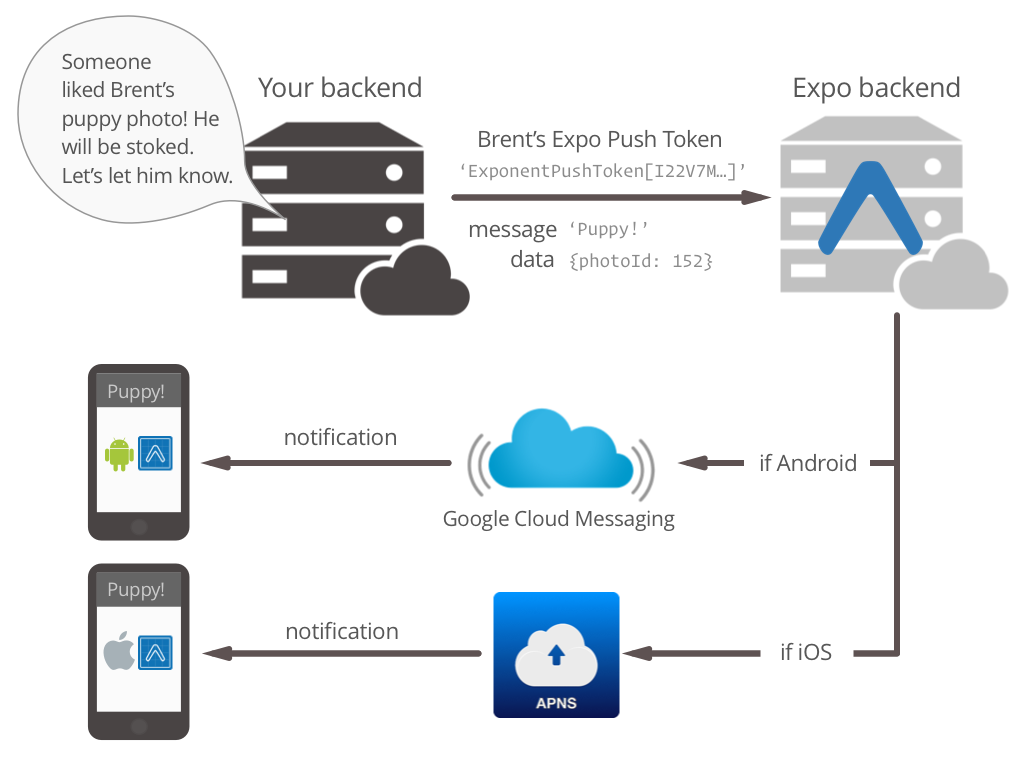 Someone
liked Brent’s
puppy photo! He
will be stoked.
Let’s let him know.
Your backend
Expo backend
Brent’s Expo Push Token
‘ExponentPushToken[I22V7M…]’
message ‘Puppy!’
data {photoId: 152}
Puppy!
notification
if Android
Google Cloud Messaging
Puppy!
notification
if iOS
APNS